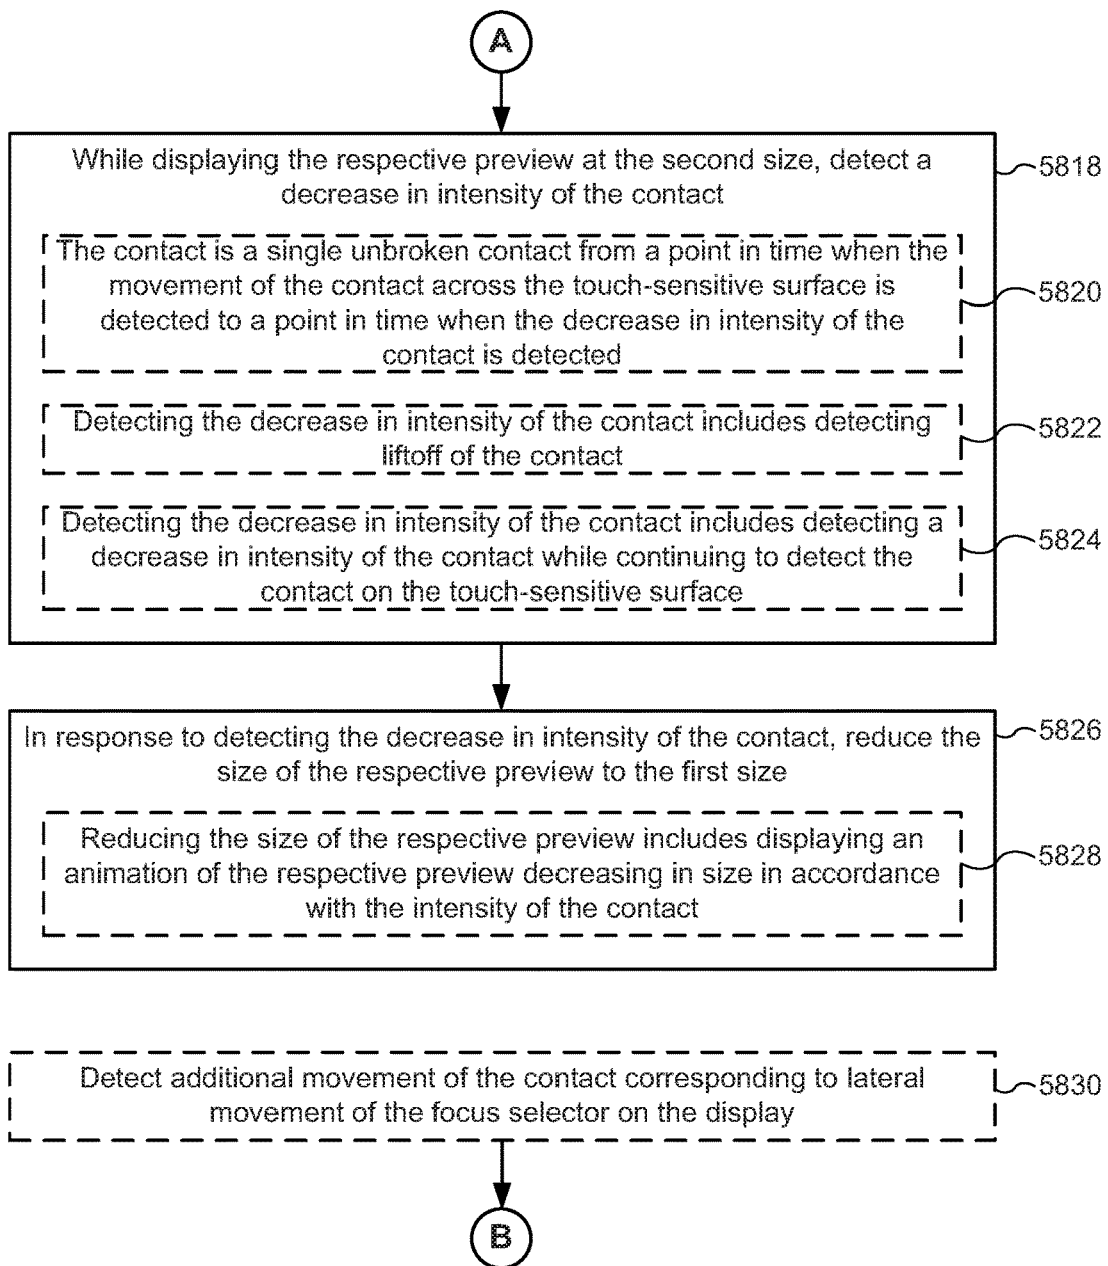 A
While displaying the respective preview at the second size, detect a
decrease in intensity of the contact
5818
The contact is a single unbroken contact from a point in time when the
movement of the contact across the touch-sensitive surface is
detected to a point in time when the decrease in intensity of the
contact is detected
5820
Detecting the decrease in intensity of the contact includes detecting
liftoff of the contact
5822
Detecting the decrease in intensity of the contact includes detecting a
decrease in intensity of the contact while continuing to detect the
contact on the touch-sensitive surface
5824
In response to detecting the decrease in intensity of the contact, reduce the
size of the respective preview to the first size
5826
Reducing the size of the respective preview includes displaying an
animation of the respective preview decreasing in size in accordance
with the intensity of the contact
5828
Detect additional movement of the contact corresponding to lateral
movement of the focus selector on the display
5830
B